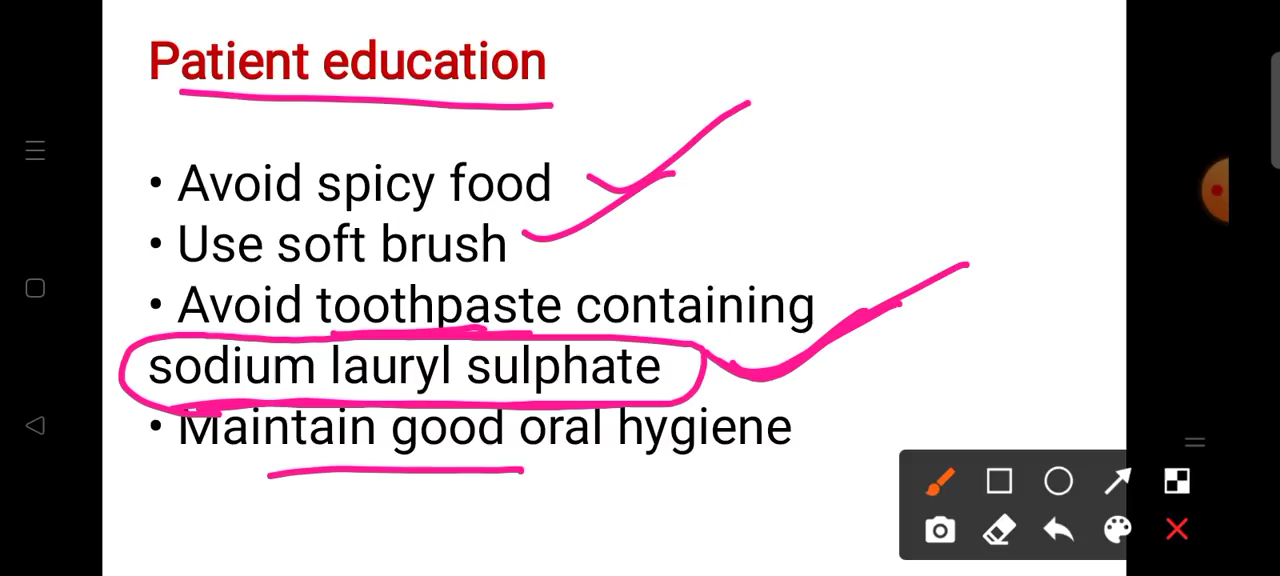 Patient education
• Avoid spicy food
• Use soft brush
• Avoid toothpaste containing
sodium lauryl sulphate
• Maintain good oral hygiene